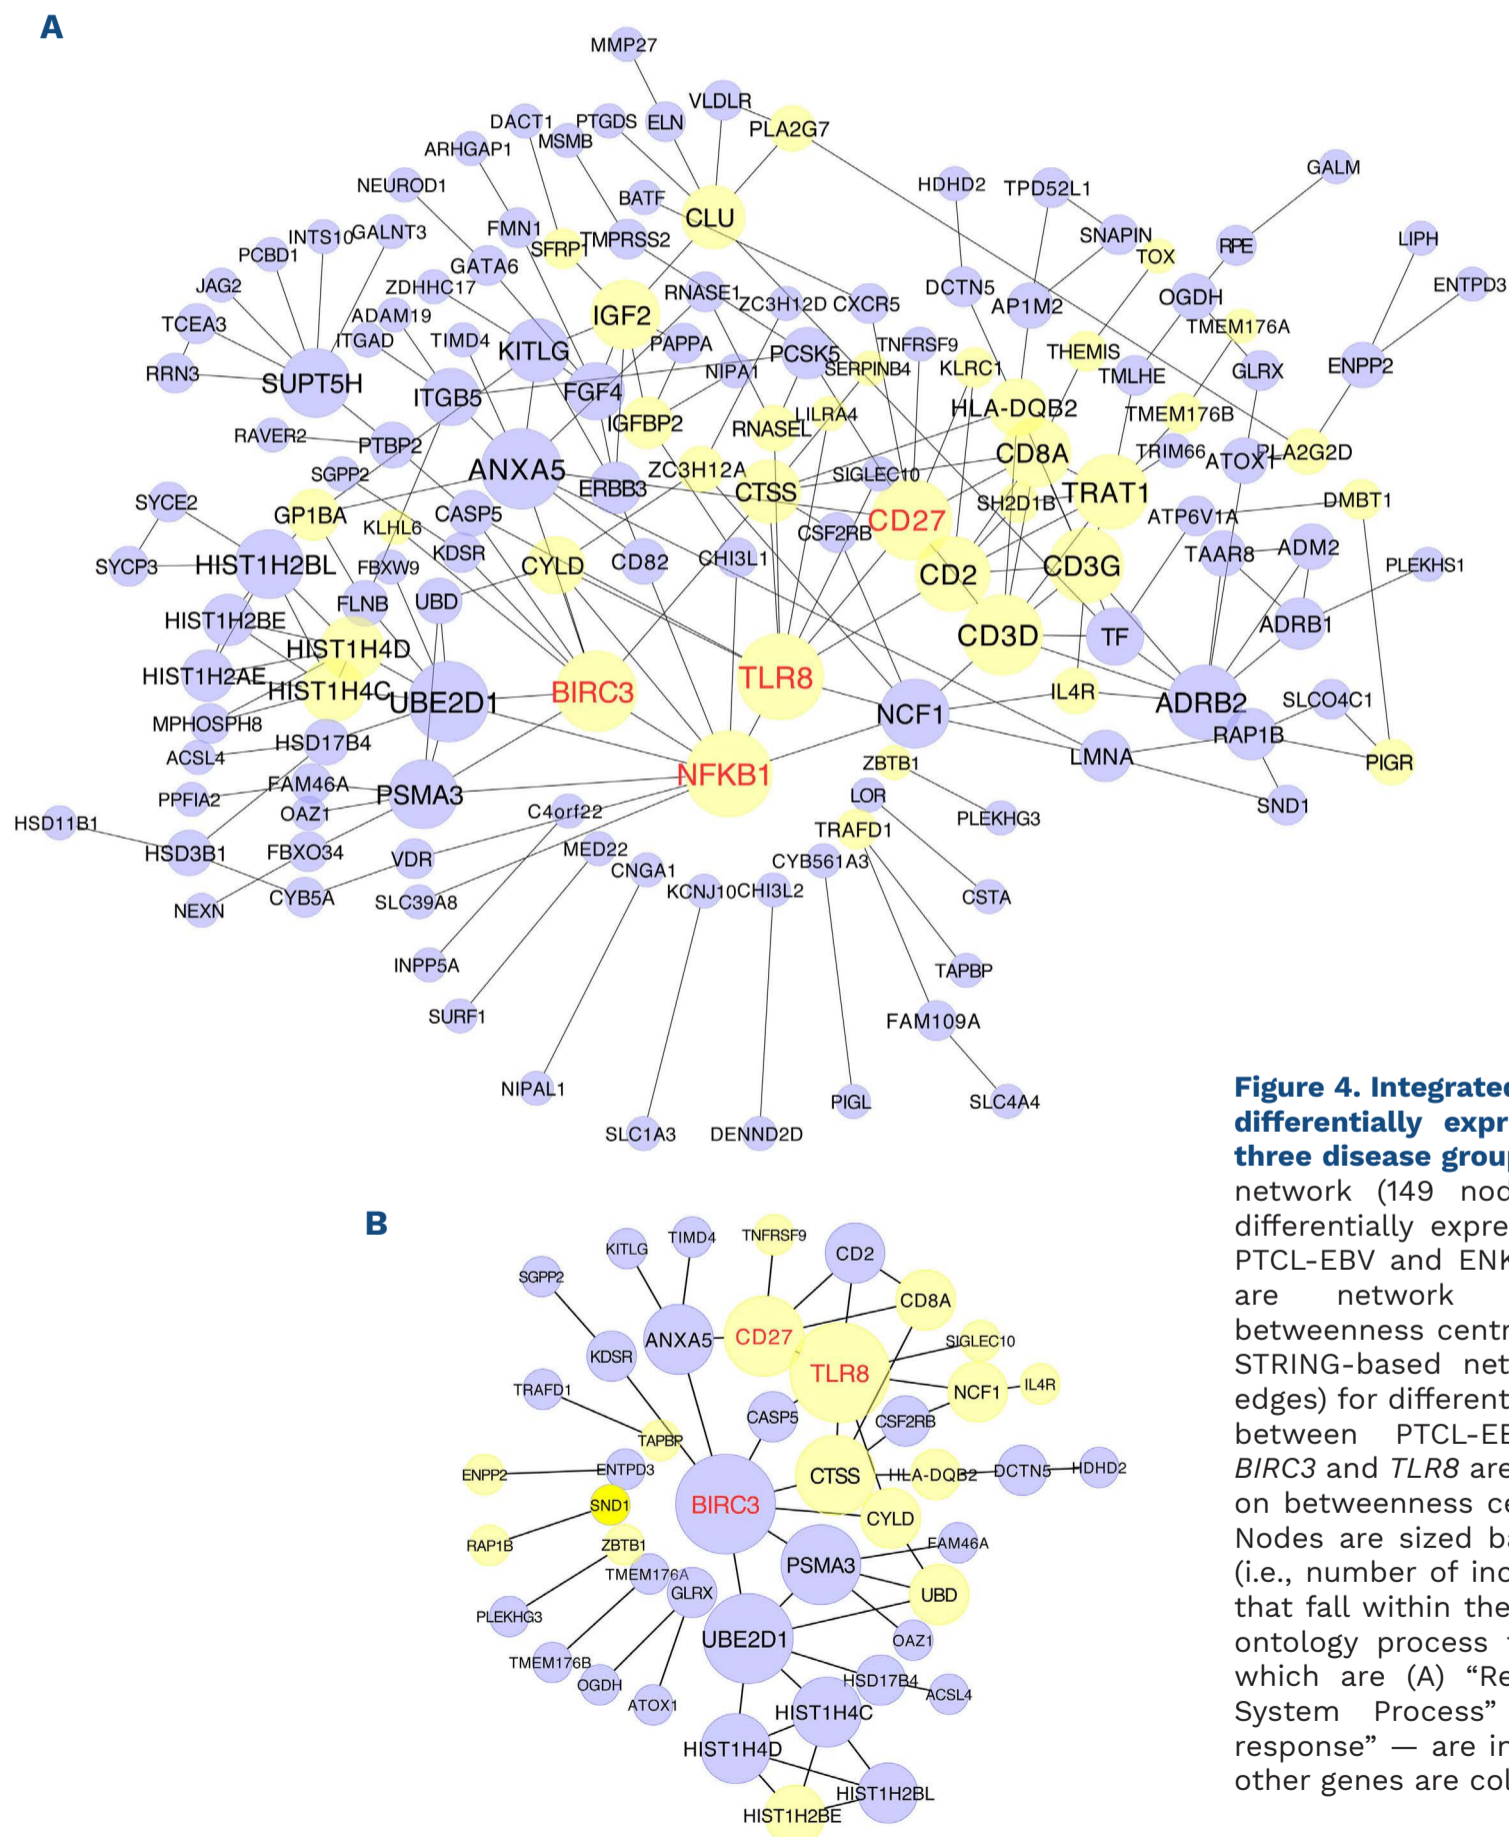 A
MMP27
VLDLR
DACT1
PTGDS
ELN
PLA2G7
MSMB
ARHGAP1
GALM
NEUROD1
BATF
HDHD2
TPD52L1
CLU
INTS10
GALNT3
FMN1
SFRP1
TMPRSS2
SNAPIN
TOX
RPE
LIPH
PCBD1
GATA6
JAG2
ZDHHC17
RNASE1
ZC3H12D
CXCR5
DCTN5
AP1M2
OGDH
ENTPD3
TCEA3
ADAM19
ITGAD
TIMD4
IGF2
PAPPA
TMEM176A
KITLG
PCSK5
TNFRSF9
THEMIS
RRN3
SUPT5H
NIPA1
SERPINB4
KLRC1
TMLHE
GLRX
ENPP2
ITGB5
FGF4
HLA-DQB2
IGFBP2
RNASEL
LILRA4
TMEM176B
RAVER2
PTBP2
CD8A
TRIM66
ATOX1
PLA2G2D
SGPP2
ANXA5
ZC3H12A
SIGLEC10
ERBB3
CTSS
TRAT1
SYCE2
GP1BA
CASP5
SH2D1B
DMBT1
KLHL6
CD27
CSF2RB
ATP6V1A
KDSR
TAAR8
ADM2
SYCP3
HIST1H2BL
FBXW9
CYLD
CD82
CHI3L1
CD2
CD3G
PLEKHS1
FLNB
UBD
HIST1H2BE
CD3D
TF
ADRB1
HIST1H4D
HIST1H2AE
HIST1H4C
UBE2D1
BIRC3
TLR8
IL4R
ADRB2
SLCO4C1
MPHOSPH8
NCF1
RAP1B
ACSL4
HSD17B4
LMNA
ZBTB1
PIGR
NFKB1
FAM46A
PPFIA2
PSMA3
OAZ1
LOR
SND1
C4orf22
PLEKHG3
HSD11B1
TRAFD1
HSD3B1
FBXO34
VDR
MED22
CYB561A3
CNGA1
KCNJ10
CHI3L2
NEXN
CYB5A
SLC39A8
CSTA
INPP5A
TAPBP
SURF1
FAM109A
NIPAL1
PIGL
SLC4A4
SLC1A3
DENND2D
Figure 4. Integrated
differentially expr
three disease group
network (149 nod
differentially expre
PTCL-EBV and ENK
are network
betweenness centr
STRING-based net
edges) for different
between PTCL-EB
BIRC3 and TLR8 are
on betweenness ce
Nodes are sized ba
(i.e., number of inc
that fall within the
ontology process t
which are (A) “Re
System Process”
response” — are in
other genes are col
B
KITLG
TIMD4
TNFRSF9
CD2
SGPP2
CD8A
ANXA5
CD27
SIGLEC10
KDSR
TLR8
TRAFD1
NCF1
IL4R
CASP5
CSF2RB
TAPBP
ENPP2
ENTPD3
CTSS
HLA-DQB2
DCTN5
HDHD2
SND1
BIRC3
CYLD
RAP1B
ZBTB1
FAM46A
TMEM176A
PSMA3
GLRX
UBD
PLEKHG3
UBE2D1
OAZ1
TMEM176B
OGDH
HSD17B4
ACSL4
ATOX1
HIST1H4C
HIST1H4D
HIST1H2BL
HIST1H2BE